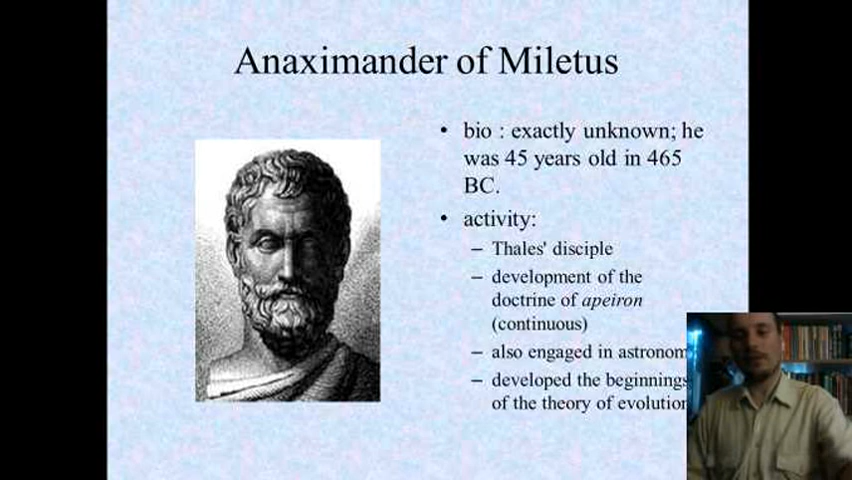 Anaximander of Miletus
• bio : exactly unknown; he
was 45 years old in 465
BC.
• activity:
– Thales' disciple
– development of the
doctrine of apeiron
(continuous)
– also engaged in astronom
– developed the beginnings
of the theory of evolution